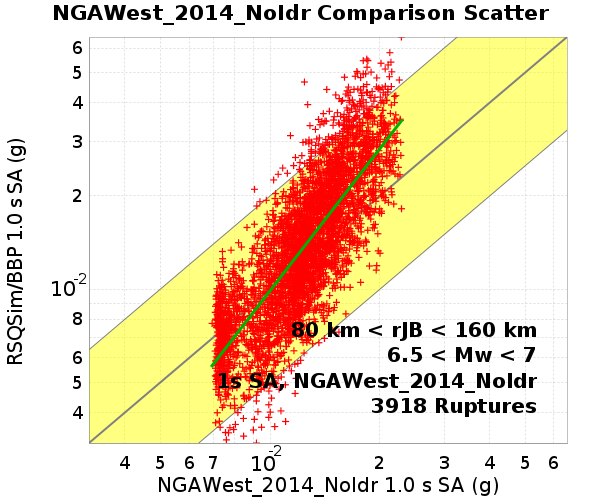 NGAWest_2014_NoIdr Comparison Scatter
6
5
4
3
2
10-2
8
6
5
4
RSQSim/BBP 1.0 s SA (g)
80 km < rJB < 160 km
6.5 < Mw < 7
1s SA, NGAWest_2014_NoIdr
3918 Ruptures
4 5 6 7 10-2 2 3 4 5 6
NGAWest_2014_NoIdr 1.0 s SA (g)